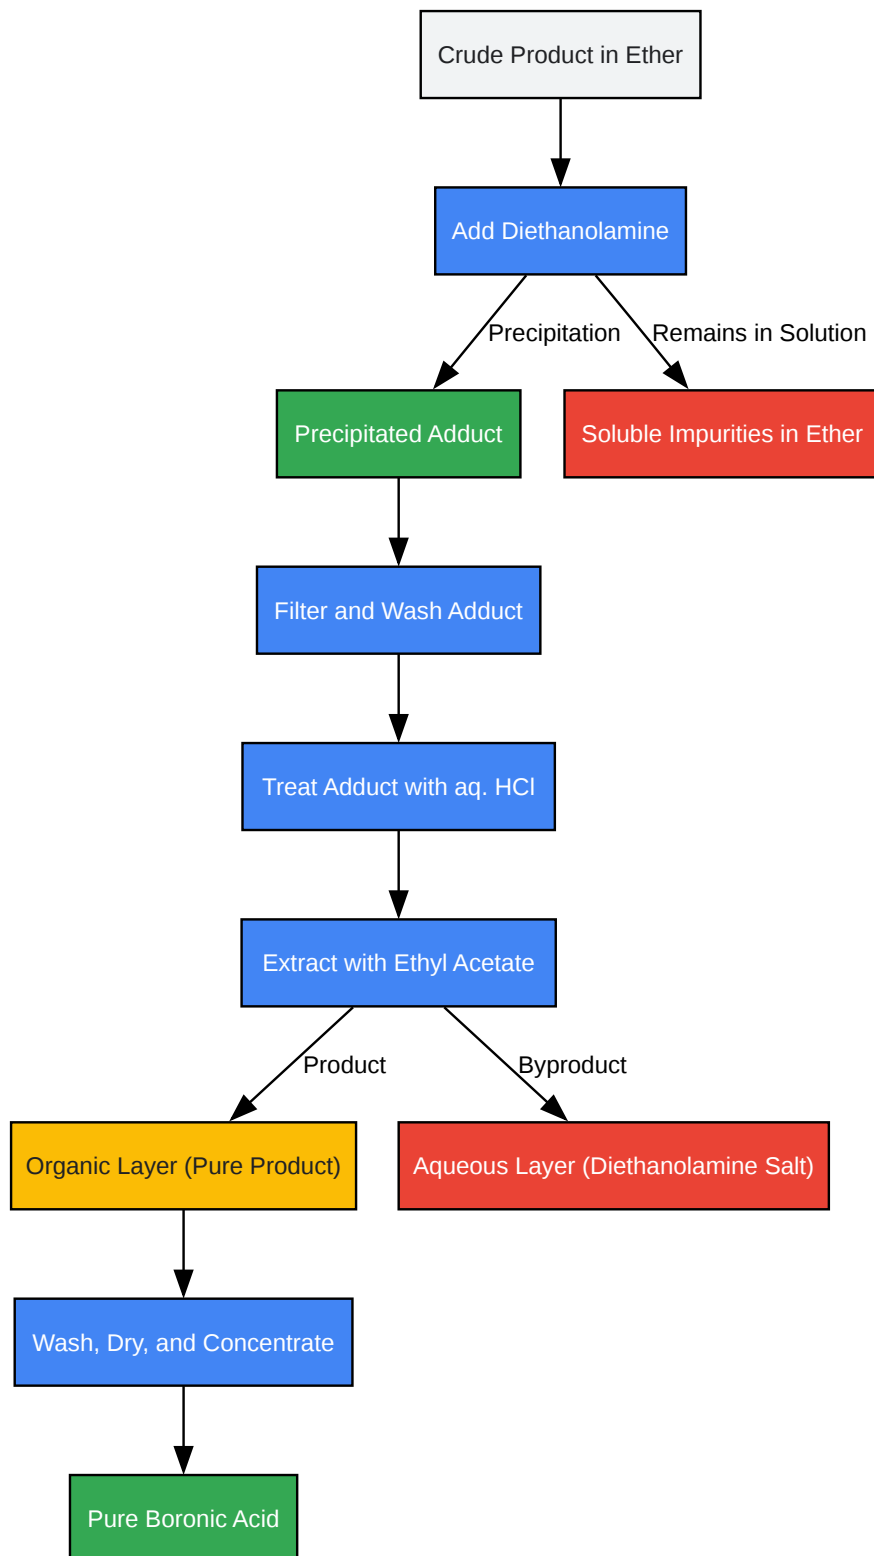 Crude Product in Ether
Add Diethanolamine
Precipitation
Remains in Solution
Precipitated Adduct
Soluble Impurities in Ether
Filter and Wash Adduct
Treat Adduct with aq. HCl
Extract with Ethyl Acetate
Product
Byproduct
Organic Layer (Pure Product)
Aqueous Layer (Diethanolamine Salt)
Wash, Dry, and Concentrate
Pure Boronic Acid